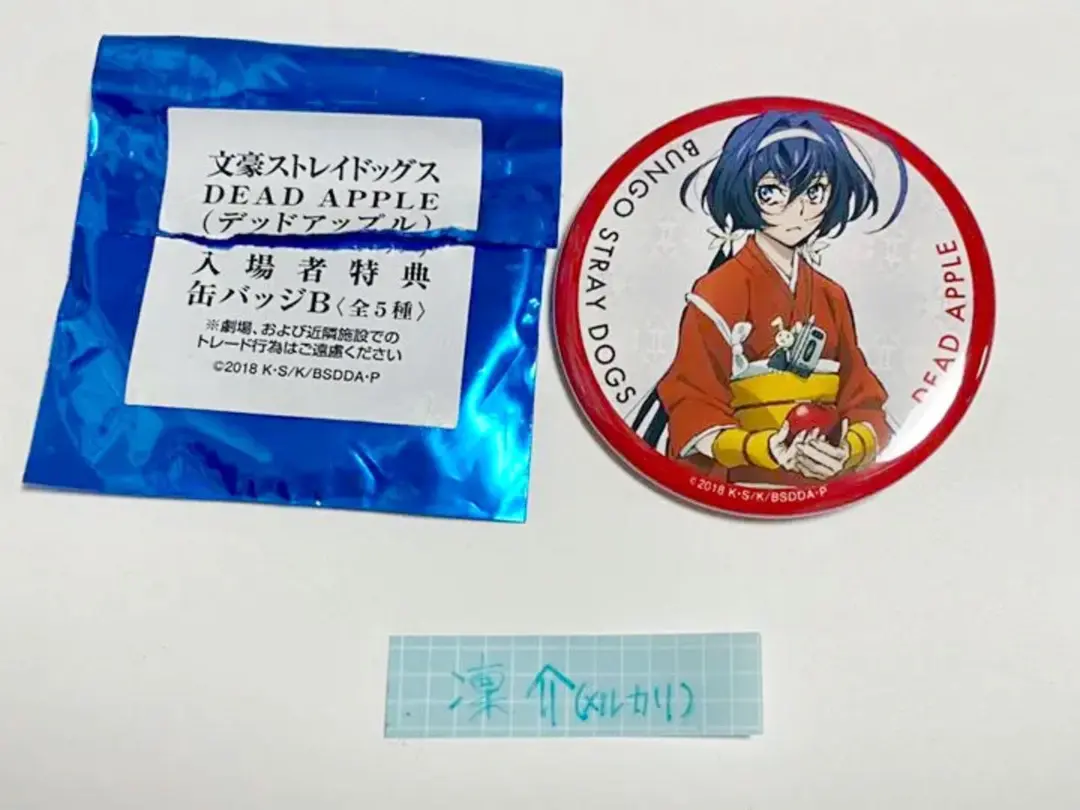 文豪ストレイドッグス
DEAD APPLE
(デッドアップル)
入場者特典
缶バッジB〈全5種〉
※劇場、および近隣施設での
トレード行為はご遠慮ください
©2018 K・S/K/BSDDA・P
BUNGO STRAY DOGS
DEAD APPLE
©2018 K・S/K/BSDDA・P
凜介(メルカリ)